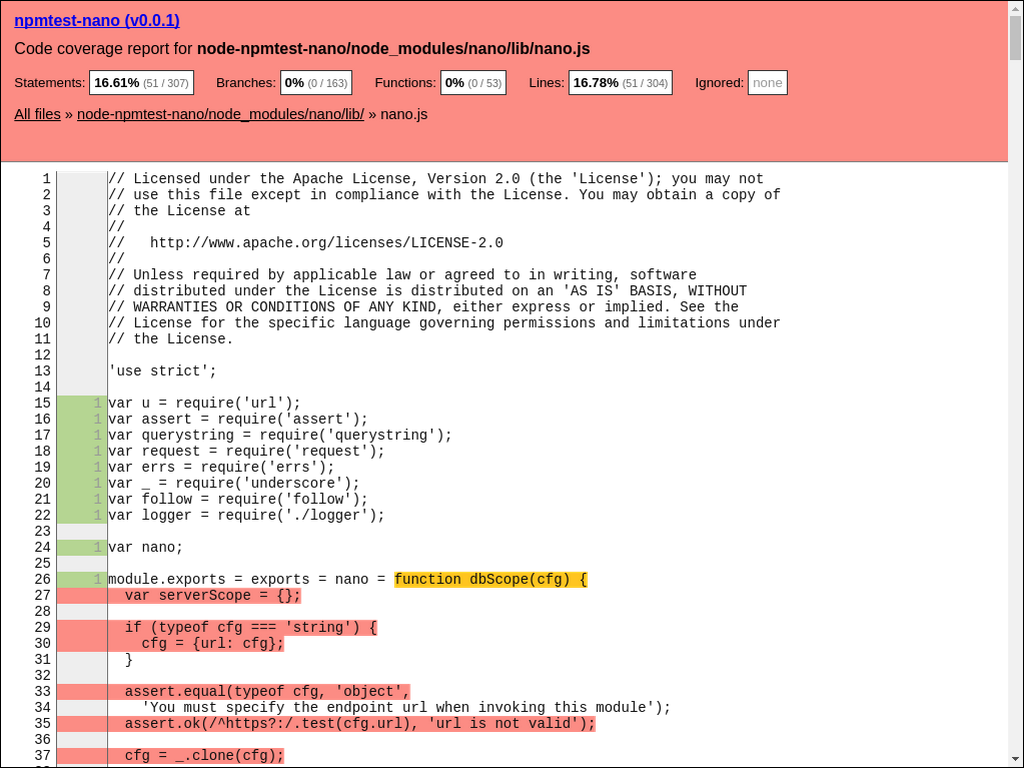 npmtest-nano (v0.0.1)
Code coverage report for node-npmtest-nano/node_modules/nano/lib/nano.js
Statements: 16.61% (51 / 307) Branches: 0% (0 / 163) Functions: 0% (0 / 53) Lines: 16.78% (51 / 304) Ignored: none
All files » node-npmtest-nano/node_modules/nano/lib/ » nano.js
1 // Licensed under the Apache License, Version 2.0 (the 'License'); you may not
2 // use this file except in compliance with the License. You may obtain a copy of
3 // the License at
4 //
5 //   http://www.apache.org/licenses/LICENSE-2.0
6 //
7 // Unless required by applicable law or agreed to in writing, software
8 // distributed under the License is distributed on an 'AS IS' BASIS, WITHOUT
9 // WARRANTIES OR CONDITIONS OF ANY KIND, either express or implied. See the
10 // License for the specific language governing permissions and limitations under
11 // the License.
12
13 'use strict';
14
15 1 var u = require('url');
16 1 var assert = require('assert');
17 1 var querystring = require('querystring');
18 1 var request = require('request');
19 1 var errs = require('errs');
20 1 var _ = require('underscore');
21 1 var follow = require('follow');
22 1 var logger = require('./logger');
23
24 1 var nano;
25
26 1 module.exports = exports = nano = function dbScope(cfg) {
27   var serverScope = {};
28
29   if (typeof cfg === 'string') {
30     cfg = {url: cfg};
31   }
32
33   assert.equal(typeof cfg, 'object',
34     'You must specify the endpoint url when invoking this module');
35   assert.ok(/^https?:/.test(cfg.url), 'url is not valid');
36
37   cfg = _.clone(cfg);